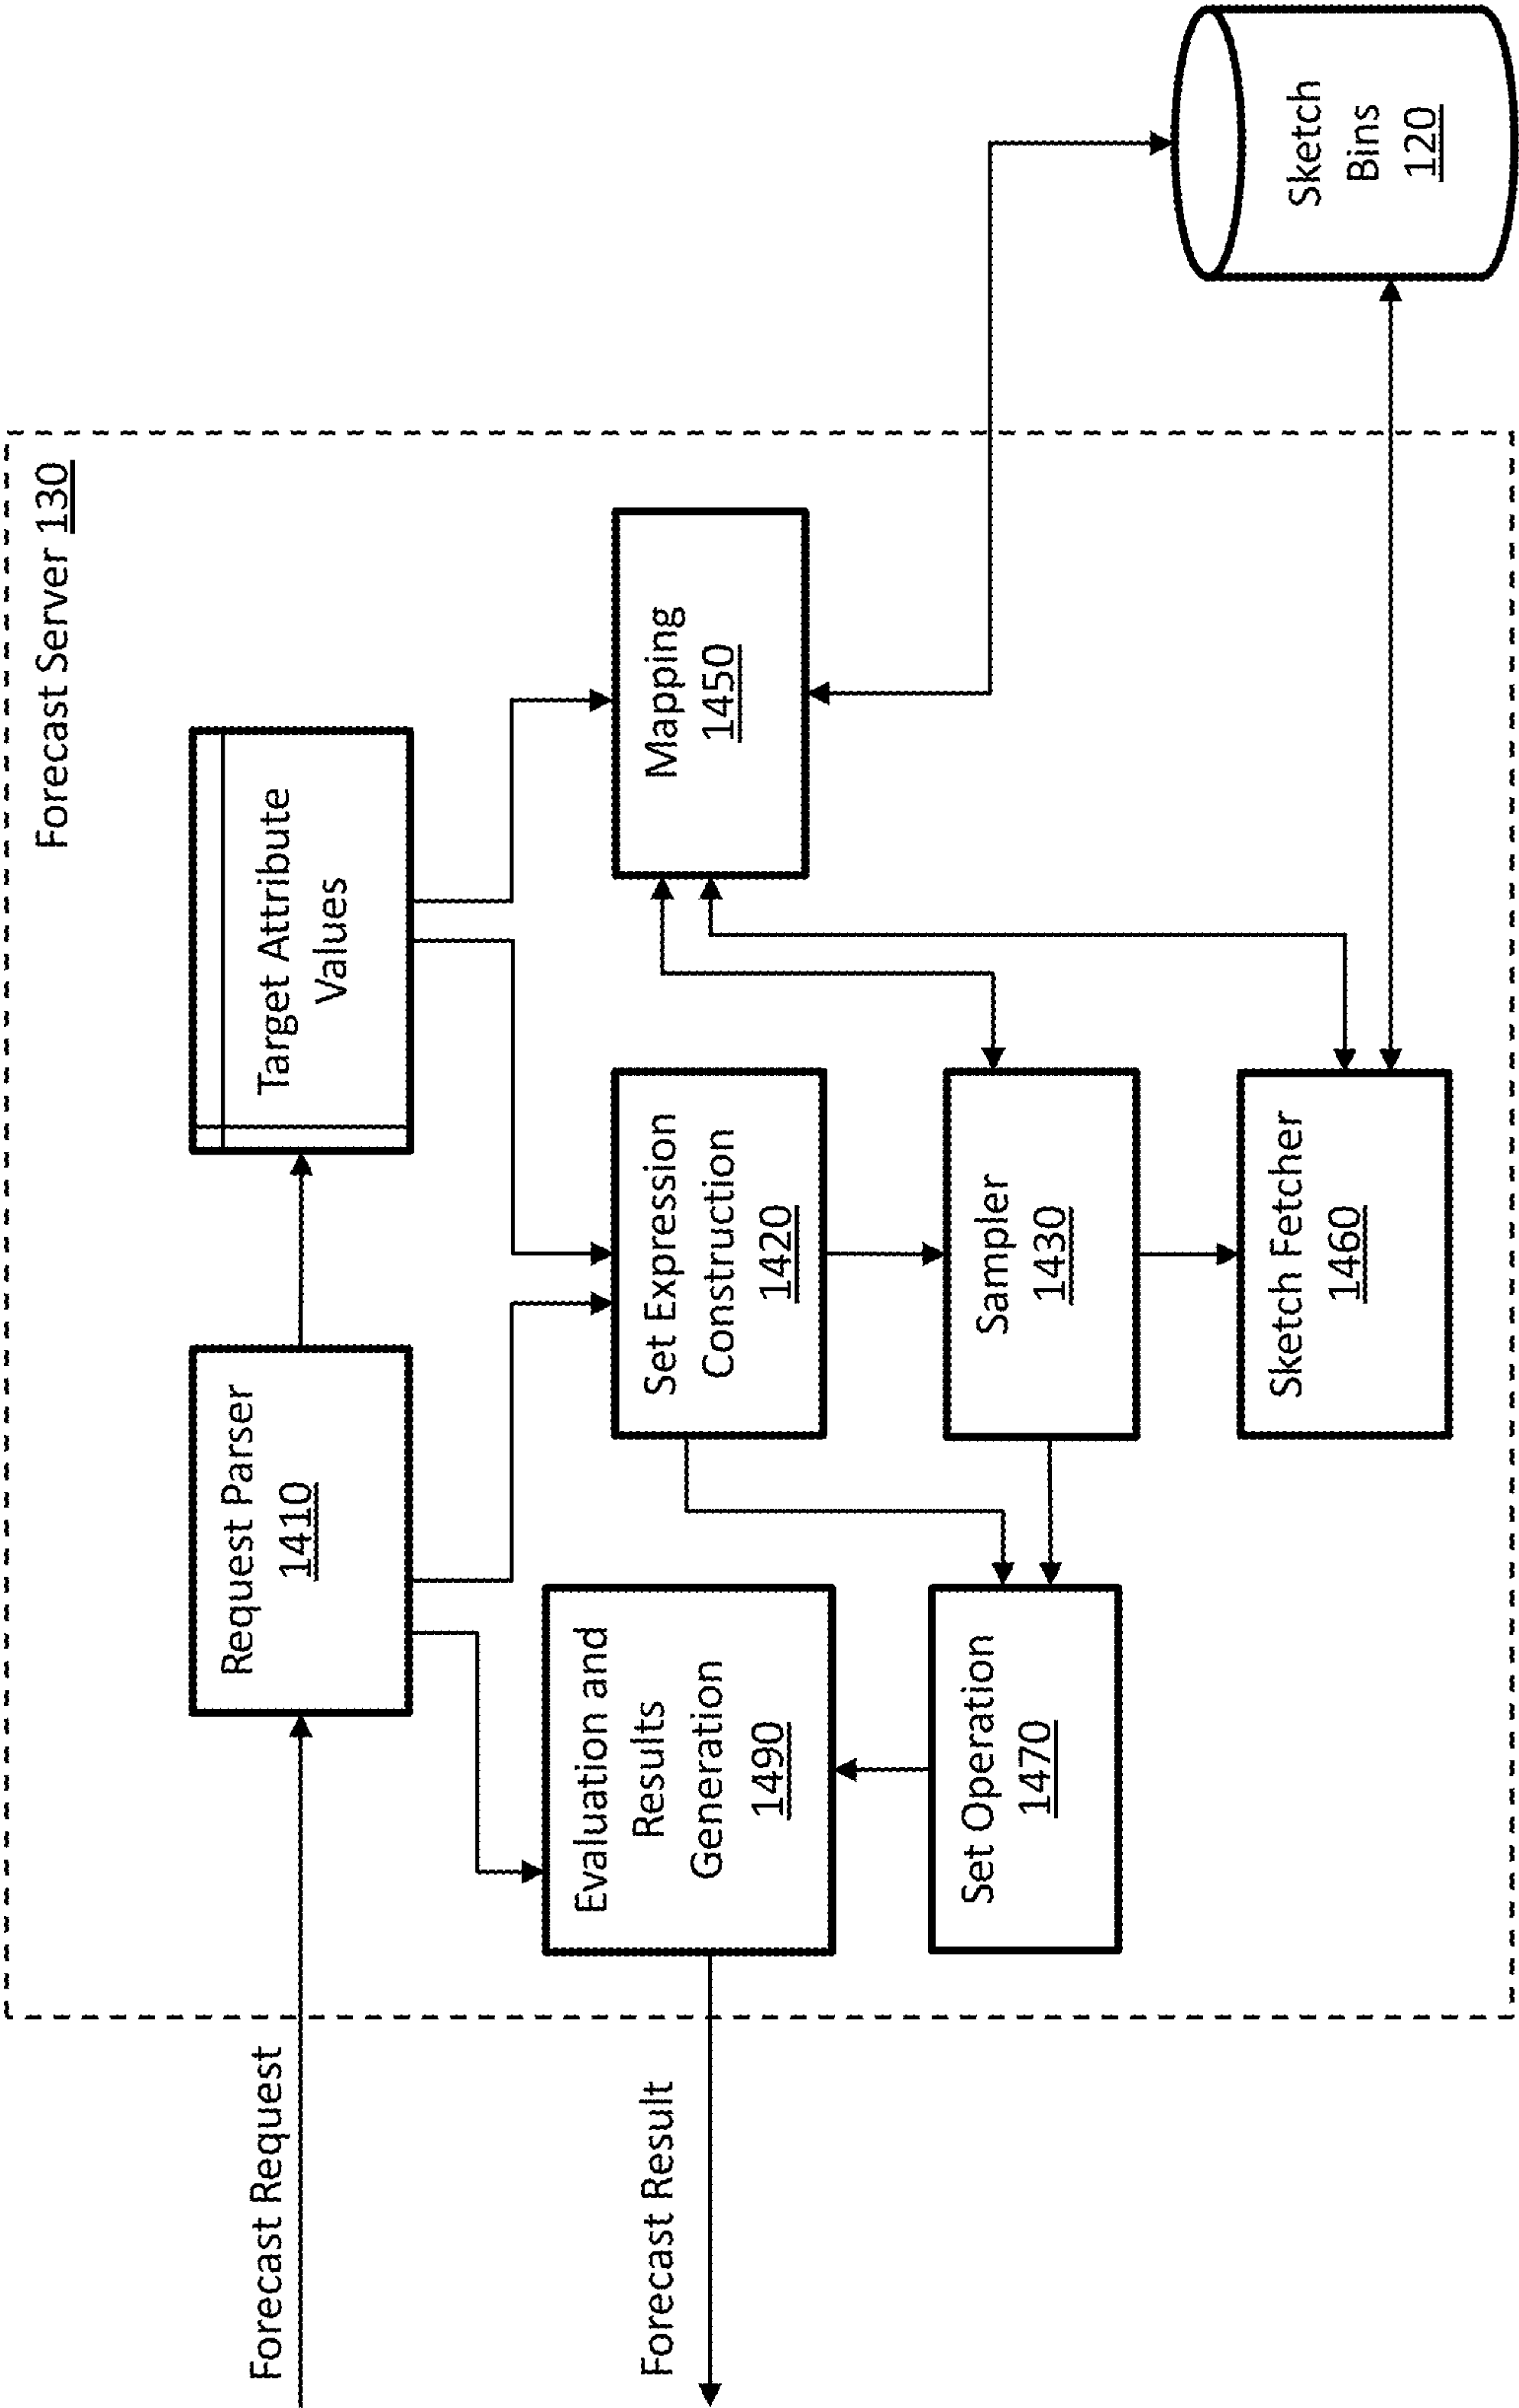 Forecast Server 130
Forecast Request
Request Parser
1410
Target Attribute
Values
Forecast Result
Evaluation and
Results
Generation
1490
Set Expression
Construction
1420
Mapping
1450
Set Operation
1470
Sampler
1430
Sketch Fetcher
1460
Sketch
Bins
120